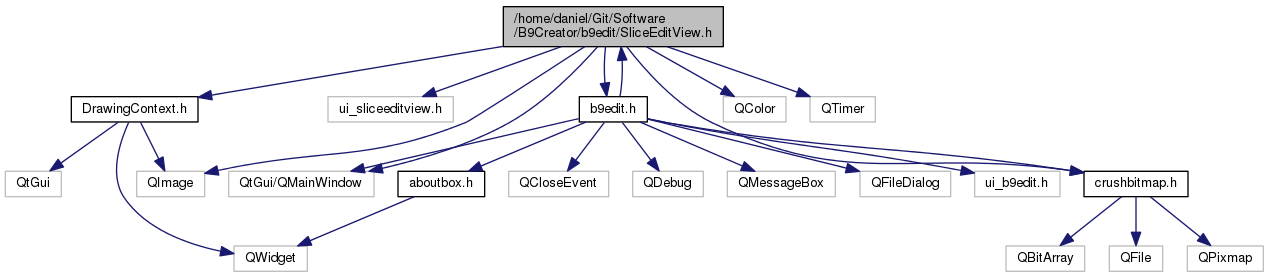 /home/daniel/Git/Software
/B9Creator/b9edit/SliceEditView.h
DrawingContext.h
ui_sliceeditview.h
b9edit.h
QColor
QTimer
QtGui
QImage
QtGui/QMainWindow
aboutbox.h
QCloseEvent
QDebug
QMessageBox
QFileDialog
ui_b9edit.h
crushbitmap.h
QWidget
QBitArray
QFile
QPixmap